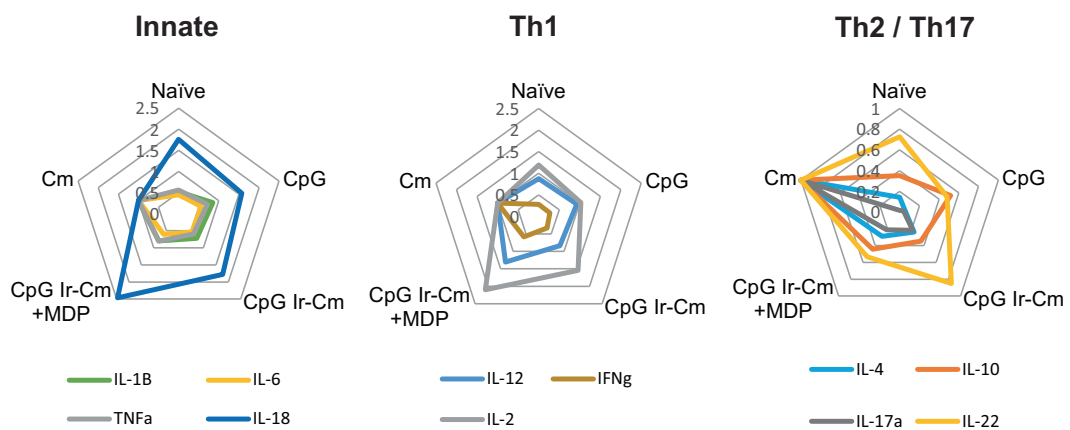 Innate
Naïve
2.5
2
1.5
1
0.5
0
Cm
CpG
CpG Ir-Cm
+MDP
CpG Ir-Cm
IL-1B
IL-6
TNFa
IL-18
Th1
Naïve
2.5
2
1.5
1
0.5
0
Cm
CpG
CpG Ir-Cm
+MDP
CpG Ir-Cm
IL-12
IFNg
IL-2
Th2 / Th17
Naïve
1
0.8
0.6
0.4
0.2
0
Cm
CpG
CpG Ir-Cm
+MDP
CpG Ir-Cm
IL-4
IL-10
IL-17a
IL-22